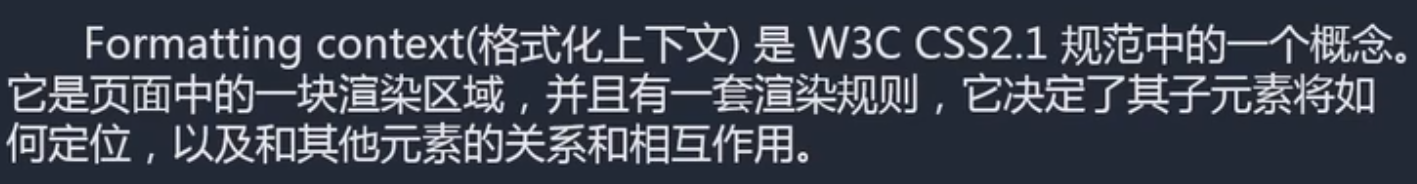 Formatting context(格式化上下文) 是 W3C CSS2.1 规范中的一个概念。
它是页面中的一块渲染区域，并且有一套渲染规则，它决定了其子元素将如
何定位，以及和其他元素的关系和相互作用。